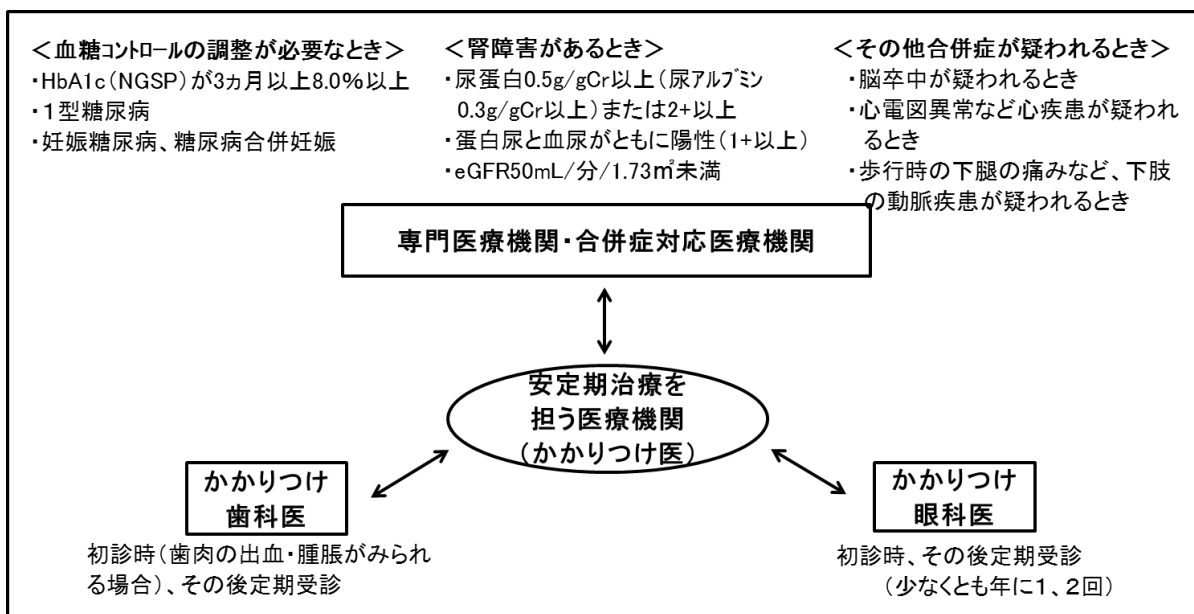 ＜血糖コントロールの調整が必要なとき＞
・HbA1c(NGSP)が3ヵ月以上8.0%以上
・１型糖尿病
・妊娠糖尿病、糖尿病合併妊娠
＜腎障害があるとき＞
・尿蛋白0.5g/gCr以上(尿ｱﾙﾌﾞﾐﾝ
0.3g/gCr以上)または2+以上
・蛋白尿と血尿がともに陽性(1+以上)
・eGFR50mL/分/1.73㎡未満
＜その他合併症が疑われるとき＞
・脳卒中が疑われるとき
・心電図異常など心疾患が疑われ
るとき
・歩行時の下腿の痛みなど、下肢
の動脈疾患が疑われるとき
専門医療機関・合併症対応医療機関
安定期治療を
担う医療機関
(かかりつけ医)
かかりつけ
歯科医
初診時(歯肉の出血・腫脹がみられ
る場合)、その後定期受診
かかりつけ
眼科医
初診時、その後定期受診
(少なくとも年に１、２回)